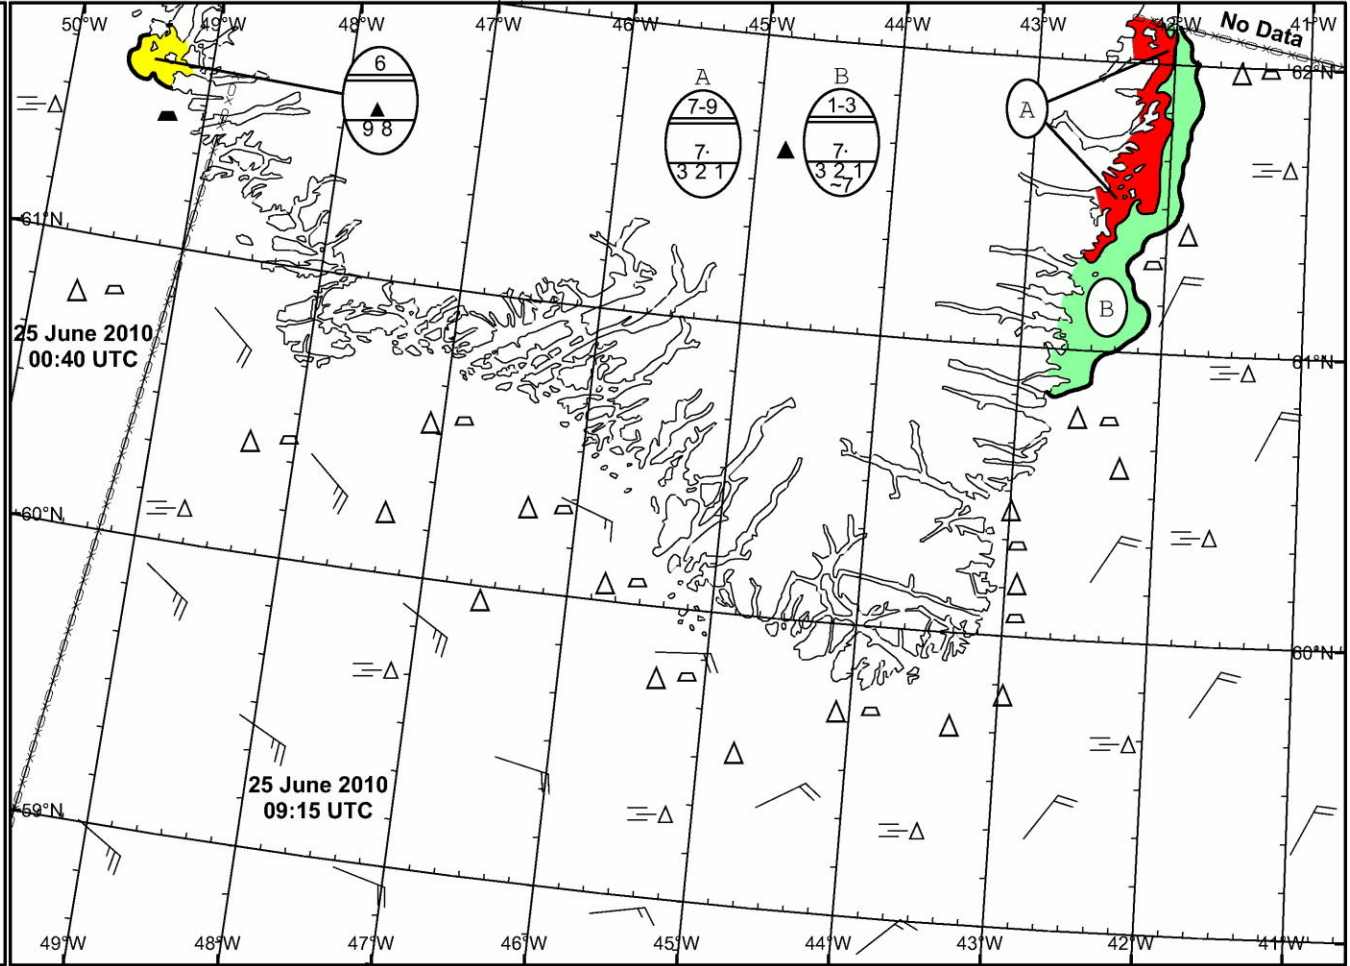 50°W 49°W 48°W 47°W 46°W 45°W 44°W 43°W 42°W 41°W
No Data
62°N
6
9 8
A
7-9
7·
3 2 1
B
1-3
7·
3 2 1
~7
A
61°N
B
25 June 2010
00:40 UTC
61°N
60°N
60°N
25 June 2010
09:15 UTC
59°N
49°W 48°W 47°W 46°W 45°W 44°W 43°W 42°W 41°W